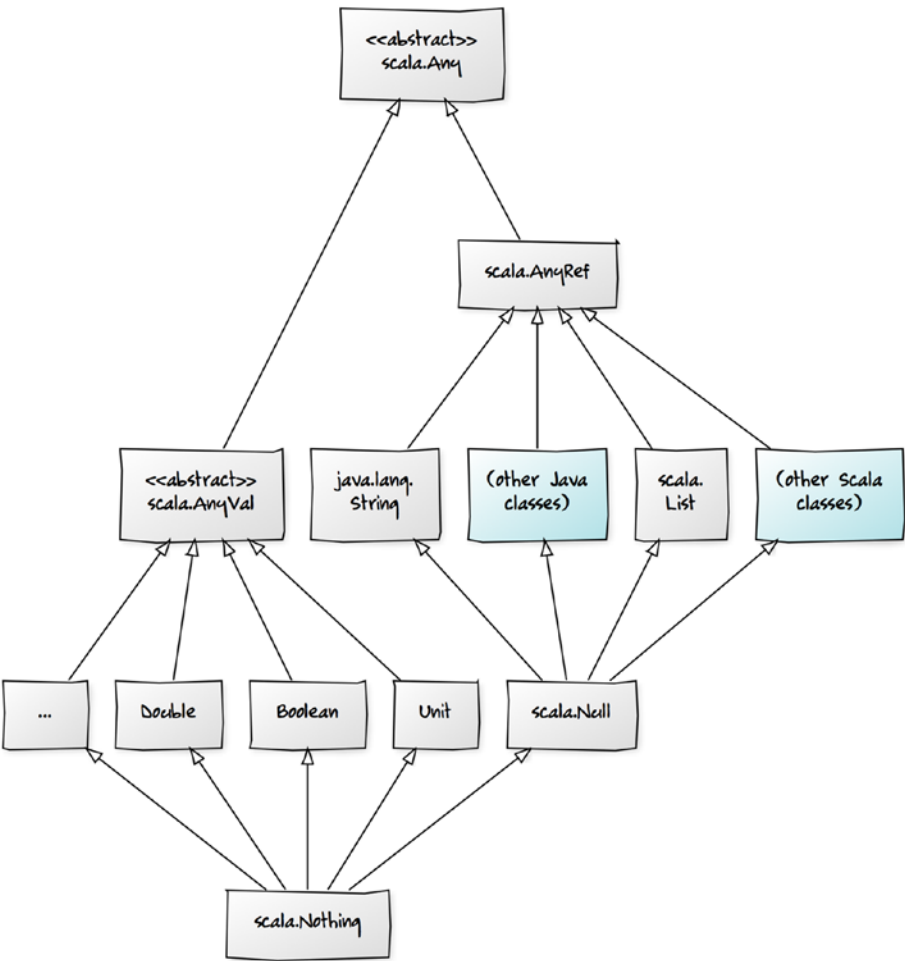 <<abstract>>
scala.Any
scala.AnyRef
<<abstract>>
scala.AnyVal
java.lang.
String
(other Java
classes)
scala.
List
(other Scala
classes)
...
Double
Boolean
Unit
scala.Null
scala.Nothing